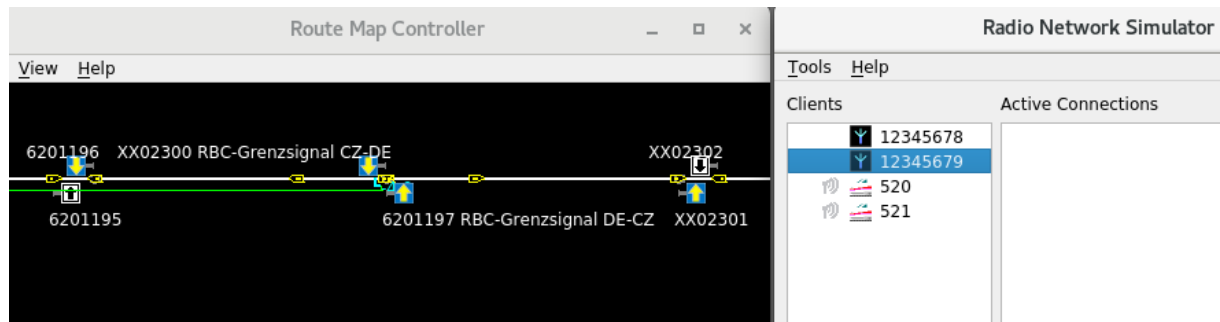 Route Map Controller
Radio Network Simulator
View Help
Tools Help
Clients
Active Connections
6201196 XX02300 RBC-Grenzsignal CZ-DE
XX02302
6201195
6201197 RBC-Grenzsignal DE-CZ
XX02301
12345678
12345679
520
521